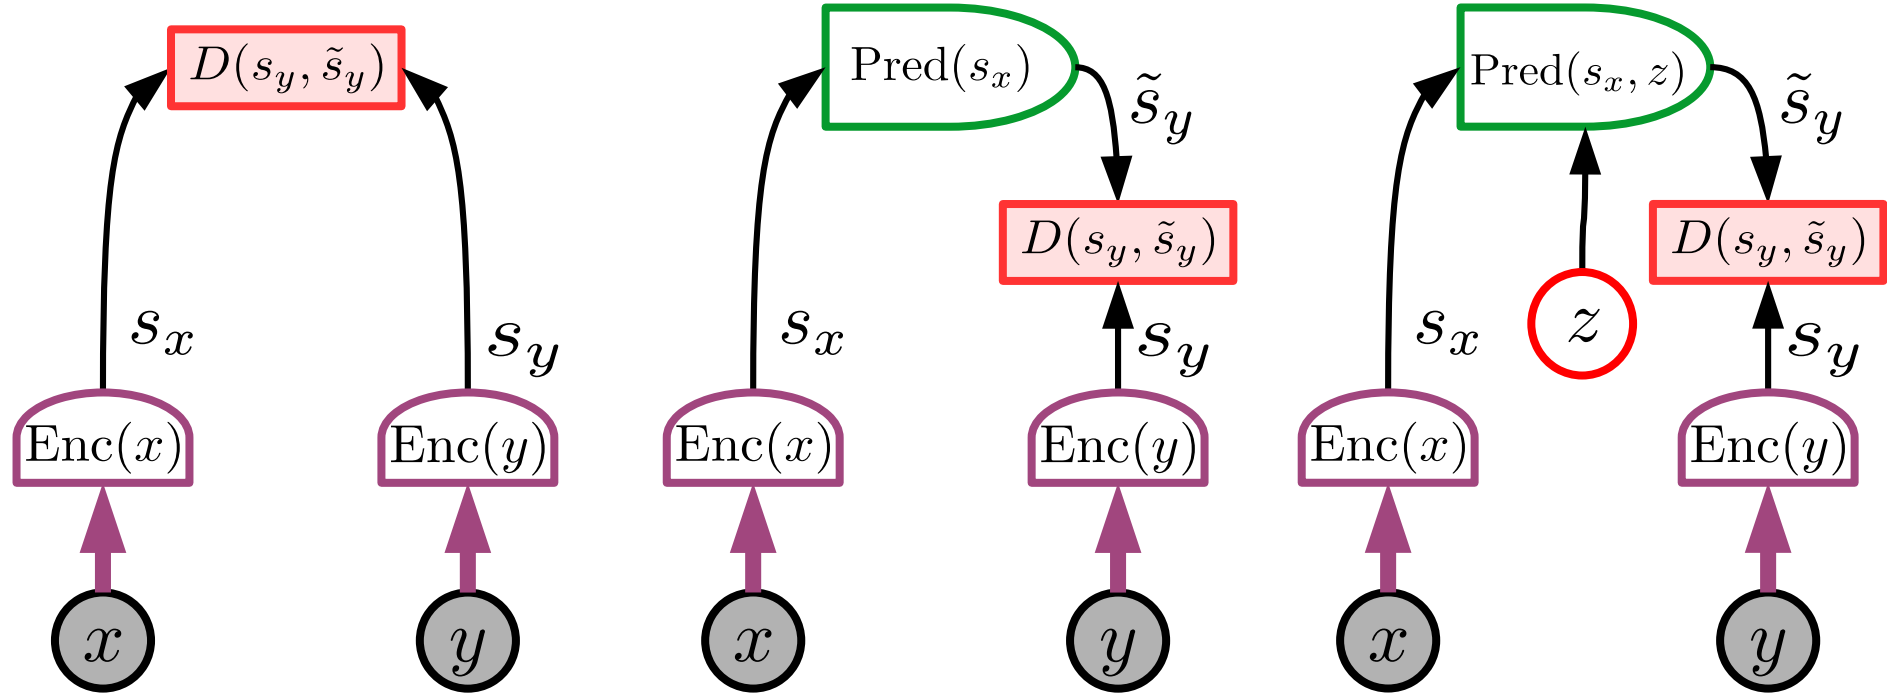 D(s_y, s̃_y)
s_x
s_y
Enc(x)
Enc(y)
x
y
Pred(s_x)
s̃_y
D(s_y, s̃_y)
s_x
s_y
Enc(x)
Enc(y)
x
y
Pred(s_x, z)
s̃_y
D(s_y, s̃_y)
s_x
z
s_y
Enc(x)
Enc(y)
x
y